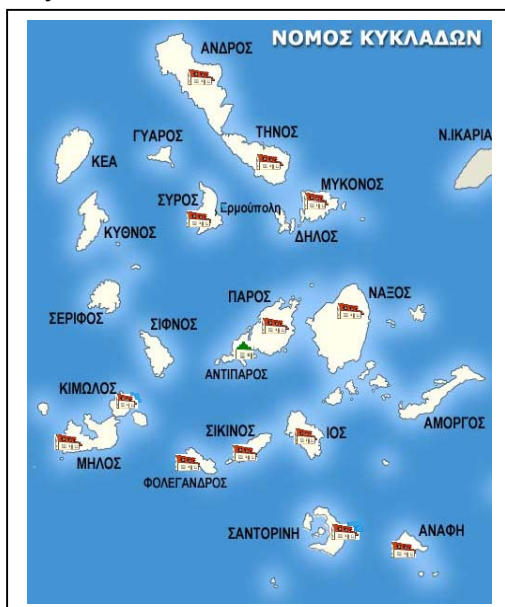 ΝΟΜΟΣ ΚΥΚΛΑΔΩΝ
ΑΝΔΡΟΣ
ΓΥΑΡΟΣ
ΤΗΝΟΣ
Ν.ΙΚΑΡΙΑ
ΚΕΑ
ΜΥΚΟΝΟΣ
ΣΥΡΟΣ
Ερμούπολη
ΚΥΘΝΟΣ
ΔΗΛΟΣ
ΠΑΡΟΣ
ΝΑΞΟΣ
ΣΕΡΙΦΟΣ
ΣΙΦΝΟΣ
ΑΝΤΙΠΑΡΟΣ
ΚΙΜΩΛΟΣ
ΑΜΟΡΓΟΣ
ΣΙΚΙΝΟΣ
ΙΟΣ
ΜΗΛΟΣ
ΦΟΛΕΓΑΝΔΡΟΣ
ΣΑΝΤΟΡΙΝΗ
ΑΝΑΦΗ